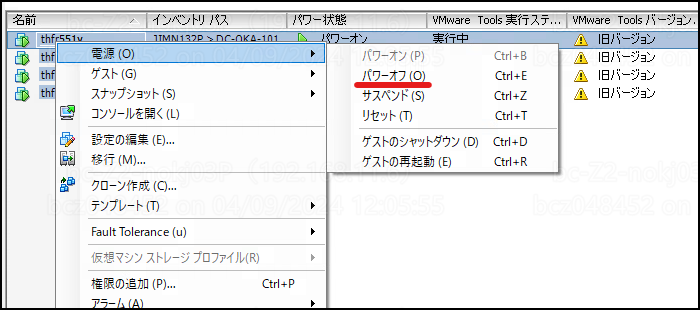 名前 インベントリ パス パワー状態 VMware Tools 実行ステ... VMware Tools バージョン
thfr551v JIMN132P > DC-OKA-101 パワーオン 実行中 旧バージョン
電源 (O) パワーオン (P) Ctrl+B
thf ゲスト (G) パワーオフ (O) Ctrl+E 旧バージョン
thf スナップショット (S) サスペンド (S) Ctrl+Z 旧バージョン
thf コンソールを開く (L) リセット (T) Ctrl+T 旧バージョン
設定の編集 (E)... ゲストのシャットダウン (D) Ctrl+D
移行 (M)... ゲストの再起動 (E) Ctrl+R
クローン作成 (C)...
テンプレート (T)
Fault Tolerance (u)
仮想マシン ストレージ プロファイル(R)
権限の追加 (P)... Ctrl+P
アラーム (A)